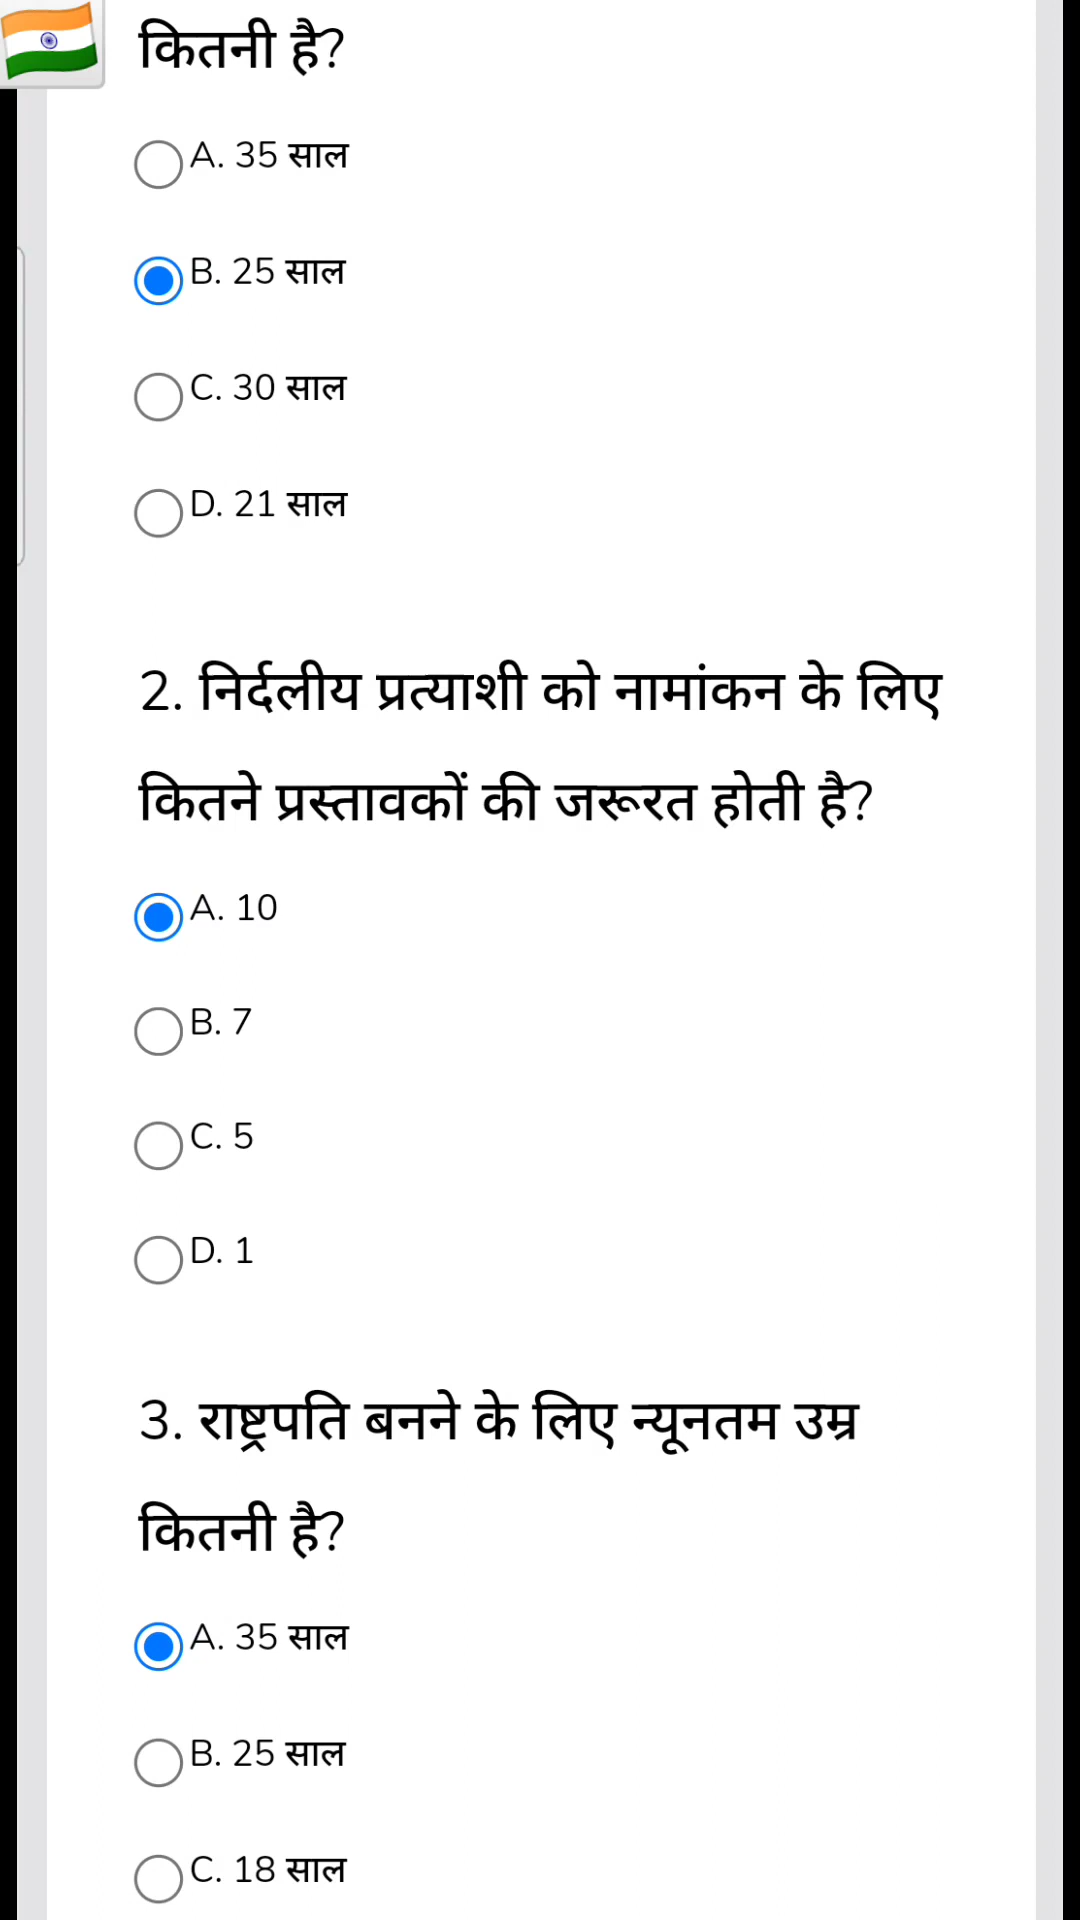 कितनी है?
A. 35 साल
B. 25 साल
C. 30 साल
D. 21 साल
2. निर्दलीय प्रत्याशी को नामांकन के लिए
कितने प्रस्तावकों की जरूरत होती है?
A. 10
B. 7
C. 5
D. 1
3. राष्ट्रपति बनने के लिए न्यूनतम उम्र
कितनी है?
A. 35 साल
B. 25 साल
C. 18 साल